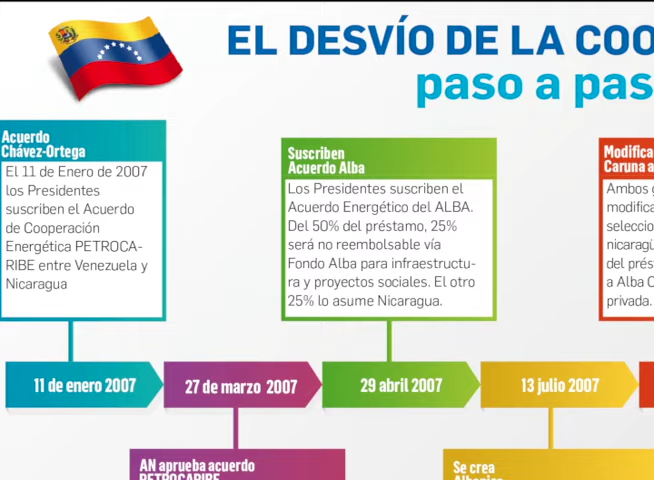 EL DESVÍO DE LA
paso a
Acuerdo
Chávez-Ortega
El 11 de Enero de 2007
los Presidentes
suscriben el Acuerdo
de Cooperación
Energética PETROCA-
RIBE entre Venezuela y
Nicaragua
Suscriben
Acuerdo Alba
Los Presidentes suscriben el
Acuerdo Energético del ALBA.
Del 50% del préstamo, 25%
será no reembolsable vía
Fondo Alba para infraestructu-
ra y proyectos sociales. El otro
25% lo asume Nicaragua.
Modifica
Caruna a
Ambos
modifica
seleccio
nicaragü
del prés
a Alba C
privada.
11 de enero 2007
27 de marzo 2007
29 abril 2007
13 julio 2007
AN aprueba acuerdo
PETROCARIBE
Se crea